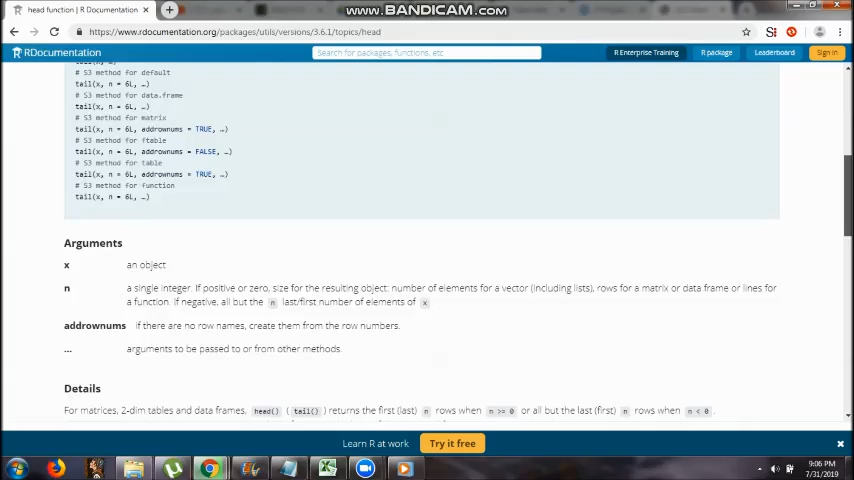 head function | R Documentation
www.BANDICAM.com
https://www.rdocumentation.org/packages/utils/versions/3.6.1/topics/head
RDocumentation
Search for packages, functions, etc
R Enterprise Training
R package
Leaderboard
Sign in
# S3 method for default
tail(x, n = 6L, …)
# S3 method for data.frame
tail(x, n = 6L, …)
# S3 method for matrix
tail(x, n = 6L, addrownums = TRUE, …)
# S3 method for ftable
tail(x, n = 6L, addrownums = FALSE, …)
# S3 method for table
tail(x, n = 6L, addrownums = TRUE, …)
# S3 method for function
tail(x, n = 6L, …)
Arguments
x an object
n a single integer. If positive or zero, size for the resulting object: number of elements for a vector (including lists), rows for a matrix or data frame or lines for
a function. If negative, all but the n last/first number of elements of x
addrownums if there are no row names, create them from the row numbers.
… arguments to be passed to or from other methods.
Details
For matrices, 2-dim tables and data frames, head() ( tail() ) returns the first (last) n rows when n >= 0 or all but the last (first) n rows when n < 0 .
Learn R at work
Try it free
9:06 PM
7/31/2019